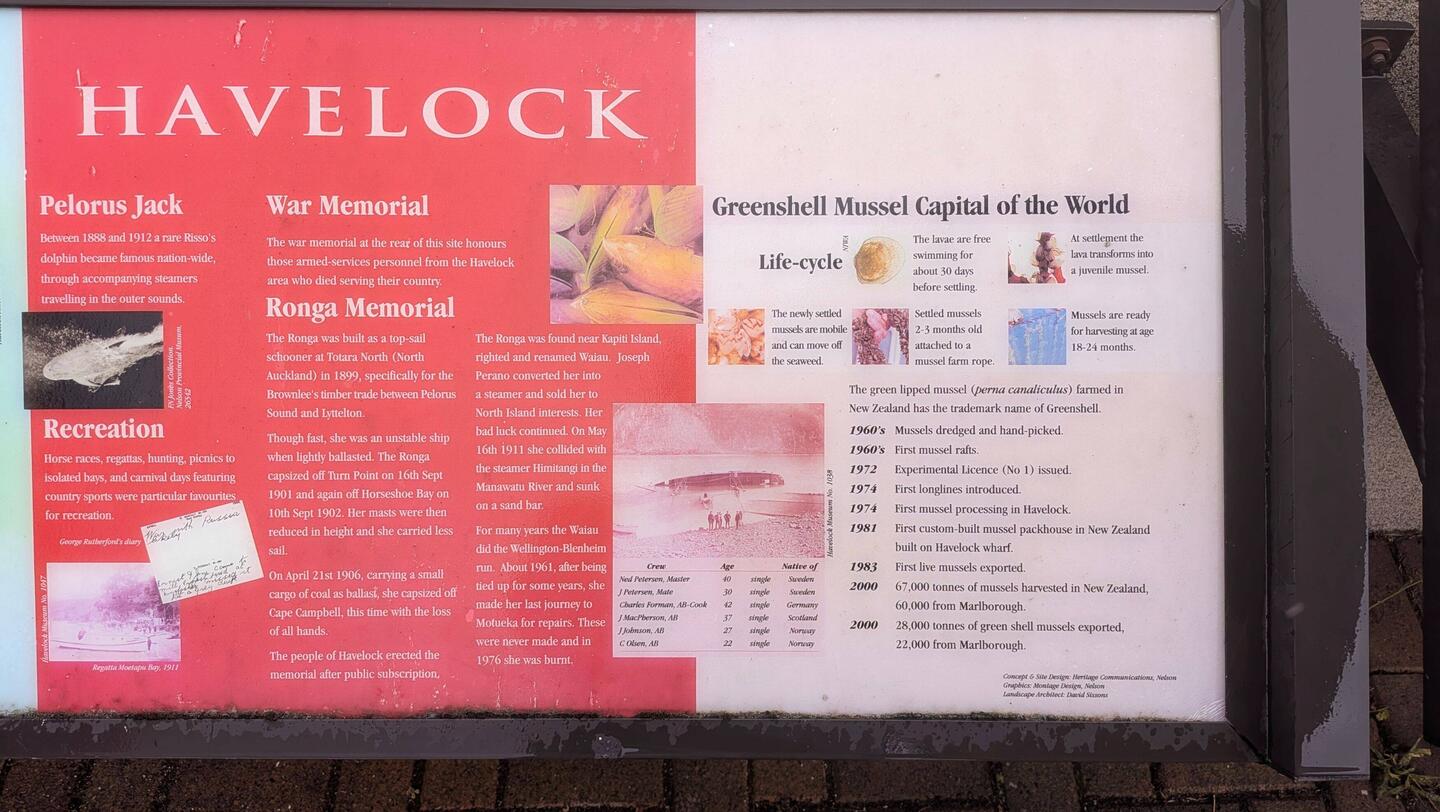 HAVELOCK
Pelorus Jack
Between 1888 and 1912 a rare Risso's
dolphin became famous nation-wide,
through accompanying steamers
travelling in the outer sounds.
FN Jones Collection,
Nelson Provincial Museum,
26542
Recreation
Horse races, regattas, hunting, picnics to
isolated bays, and carnival days featuring
country sports were particular favourites
for recreation.
George Rutherford's diary
Havelock Museum No. 1047
Regatta Moetapu Bay, 1911
War Memorial
The war memorial at the rear of this site honours
those armed-services personnel from the Havelock
area who died serving their country.
Ronga Memorial
The Ronga was built as a top-sail
schooner at Totara North (North
Auckland) in 1899, specifically for the
Brownlee's timber trade between Pelorus
Sound and Lyttelton.
Though fast, she was an unstable ship
when lightly ballasted. The Ronga
capsized off Turn Point on 16th Sept
1901 and again off Horseshoe Bay on
10th Sept 1902. Her masts were then
reduced in height and she carried less
sail.
On April 21st 1906, carrying a small
cargo of coal as ballast, she capsized off
Cape Campbell, this time with the loss
of all hands.
The people of Havelock erected the
memorial after public subscription,
The Ronga was found near Kapiti Island,
righted and renamed Waiau. Joseph
Perano converted her into
a steamer and sold her to
North Island interests. Her
bad luck continued. On May
16th 1911 she collided with
the steamer Himitangi in the
Manawatu River and sunk
on a sand bar.
For many years the Waiau
did the Wellington-Blenheim
run. About 1961, after being
tied up for some years, she
made her last journey to
Motueka for repairs. These
were never made and in
1976 she was burnt.
Havelock Museum No. 1038
Crew Age Native of
Ned Petersen, Master 40 single Sweden
J Petersen, Mate 30 single Sweden
Charles Forman, AB-Cook 42 single Germany
J MacPherson, AB 37 single Scotland
J Johnson, AB 27 single Norway
C Olsen, AB 22 single Norway
Greenshell Mussel Capital of the World
Life-cycle
NIWA
The lavae are free
swimming for
about 30 days
before settling.
At settlement the
lava transforms into
a juvenile mussel.
The newly settled
mussels are mobile
and can move off
the seaweed.
Settled mussels
2-3 months old
attached to a
mussel farm rope.
Mussels are ready
for harvesting at age
18-24 months.
The green lipped mussel (perna canaliculus) farmed in
New Zealand has the trademark name of Greenshell.
1960's Mussels dredged and hand-picked.
1960's First mussel rafts.
1972 Experimental Licence (No 1) issued.
1974 First longlines introduced.
1974 First mussel processing in Havelock.
1981 First custom-built mussel packhouse in New Zealand
built on Havelock wharf.
1983 First live mussels exported.
2000 67,000 tonnes of mussels harvested in New Zealand,
60,000 from Marlborough.
2000 28,000 tonnes of green shell mussels exported,
22,000 from Marlborough.
Concept & Site Design: Heritage Communications, Nelson
Graphics: Montage Design, Nelson
Landscape Architect: David Sissons